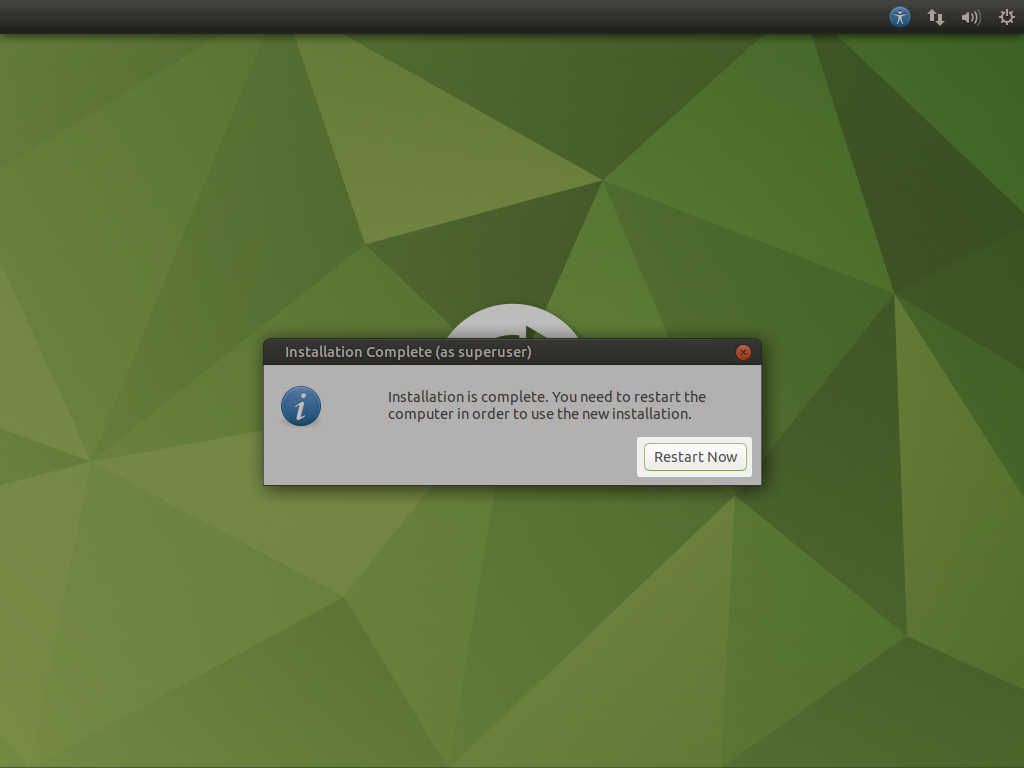 Installation Complete (as superuser)
Installation is complete. You need to restart the
computer in order to use the new installation.
Restart Now